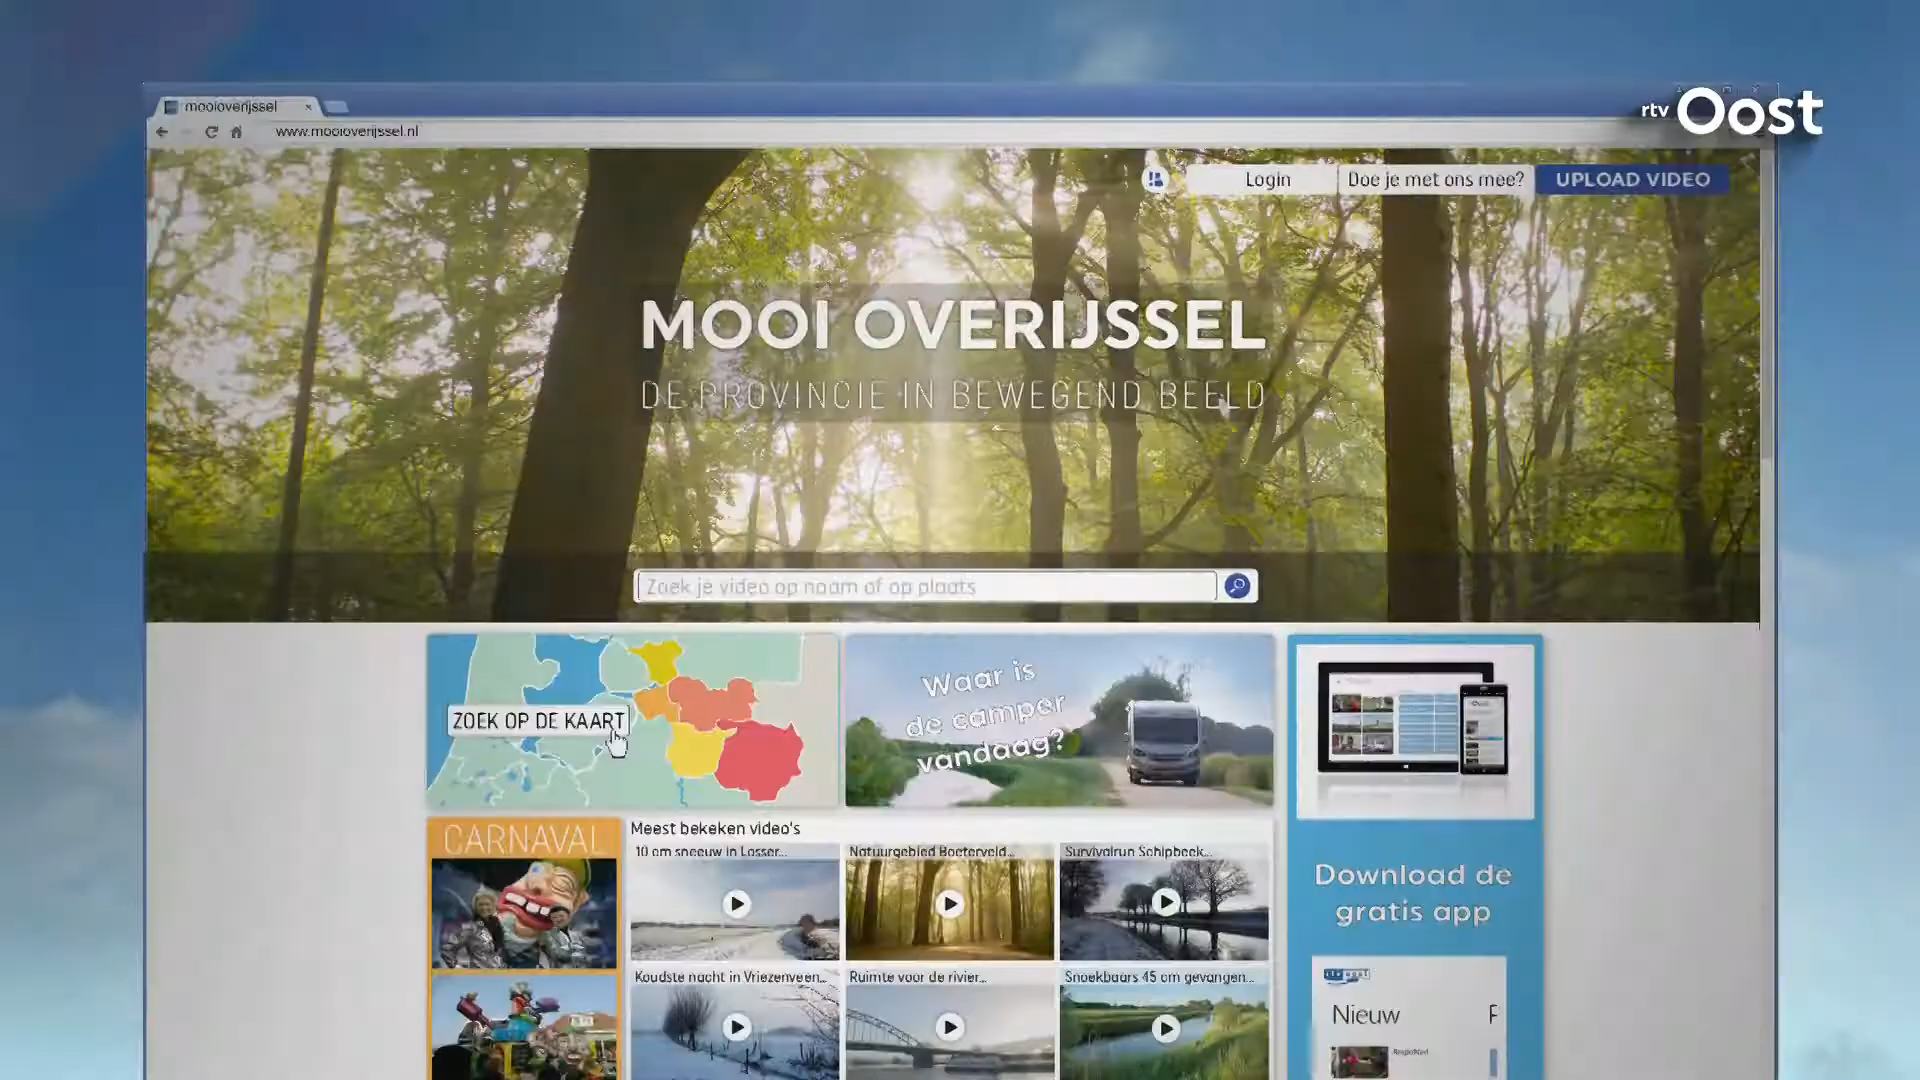 mooioverijssel
www.mooioverijssel.nl
rtv Oost
Login
Doe je met ons mee?
UPLOAD VIDEO
MOOI OVERIJSSEL
DE PROVINCIE IN BEWEGEND BEELD
Zoek je video op naam of op plaats
ZOEK OP DE KAART
Waar is
de camper
vandaag?
CARNAVAL
Meest bekeken video's
10 cm sneeuw in Losser...
Natuurgebied Boeterveld...
Survivalrun Schipbeek...
Koudste nacht in Vriezenveen...
Ruimte voor de rivier...
Snoekbaars 45 cm gevangen...
Download de
gratis app
Nieuw